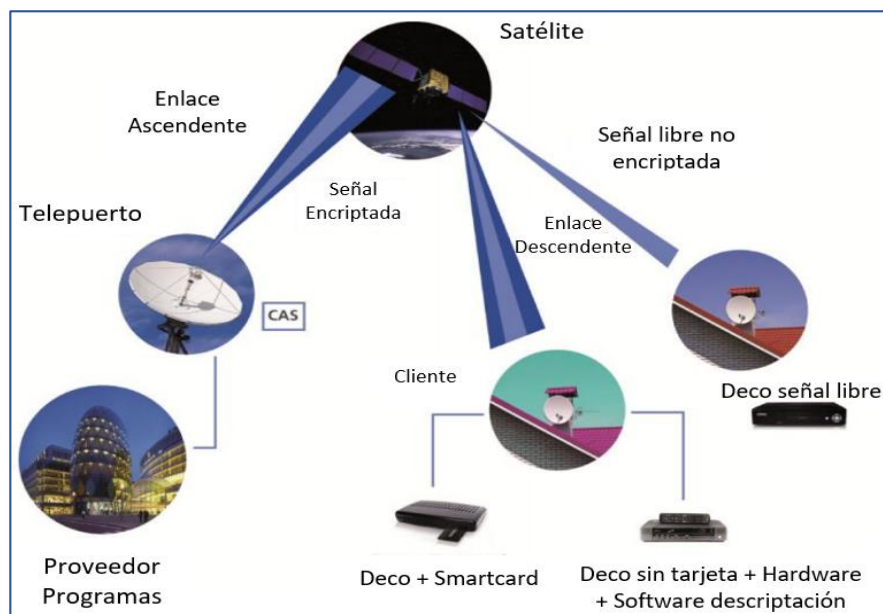 Satélite
Enlace
Ascendente
Señal libre no
encriptada
Señal
Encriptada
Telepuerto
Enlace
Descendente
CAS
Cliente
Deco señal libre
Proveedor
Programas
Deco + Smartcard
Deco sin tarjeta + Hardware
+ Software descriptación